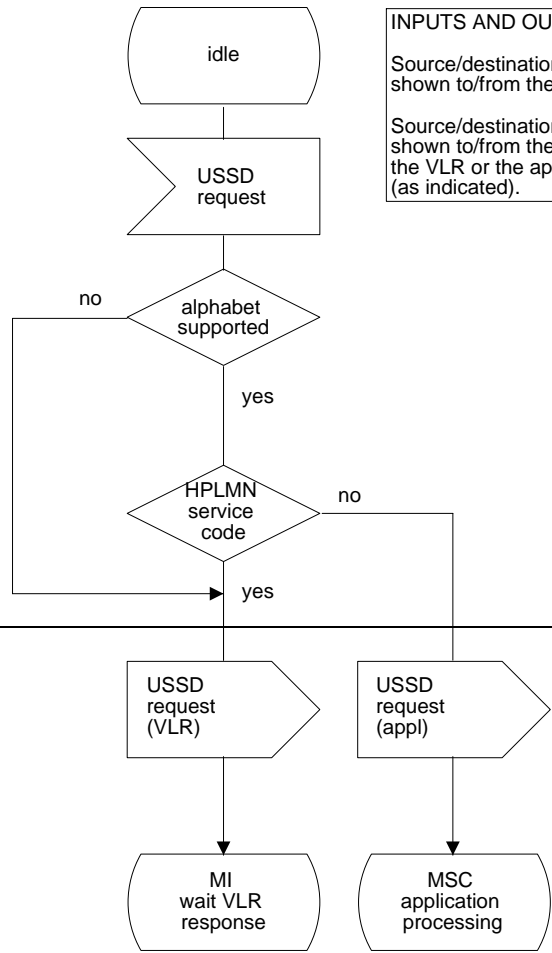 idle
INPUTS AND OU
Source/destination
shown to/from the
Source/destination
shown to/from the
the VLR or the ap
(as indicated).
USSD
request
no
alphabet
supported
yes
HPLMN
service
code
no
yes
USSD
request
(VLR)
USSD
request
(appl)
MI
wait VLR
response
MSC
application
processing